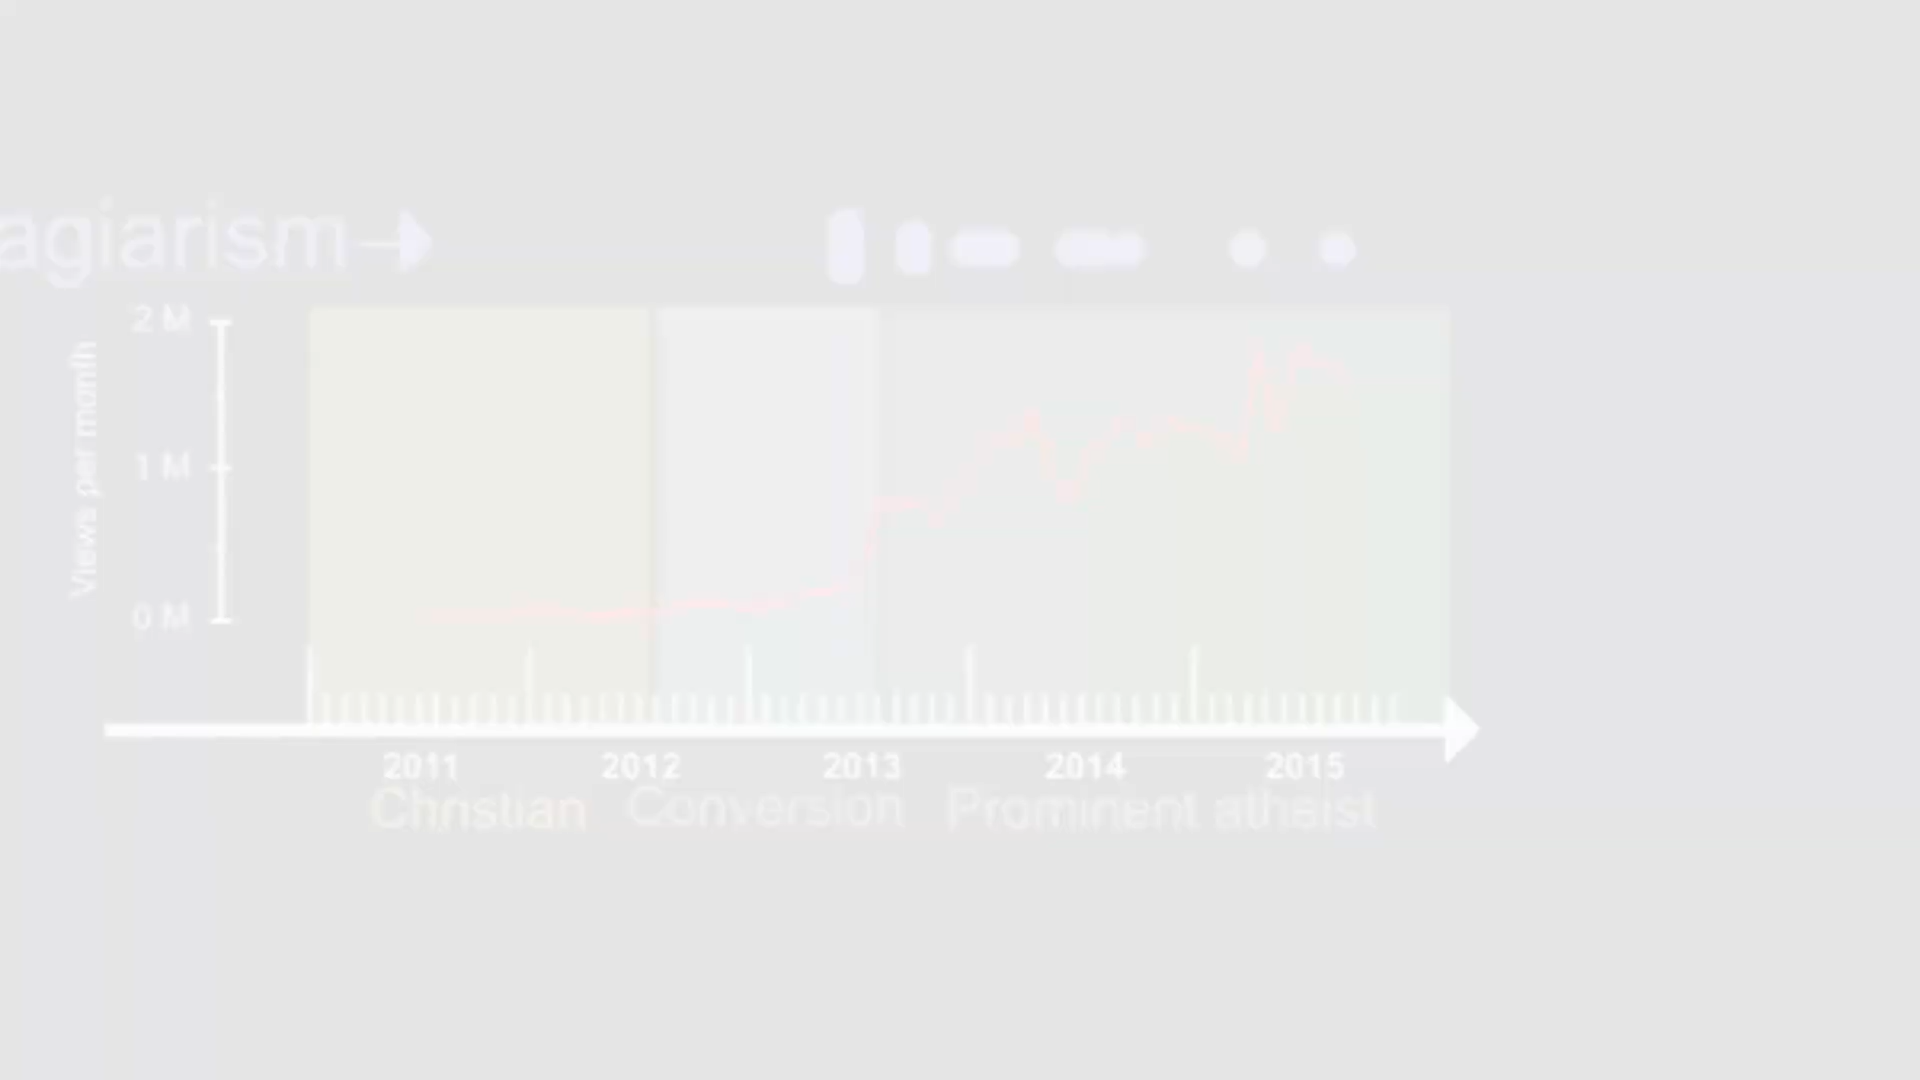 agiarism
2 M
Views per month
1 M
0 M
2011 2012 2013 2014 2015
Christian Conversion Prominent atheist